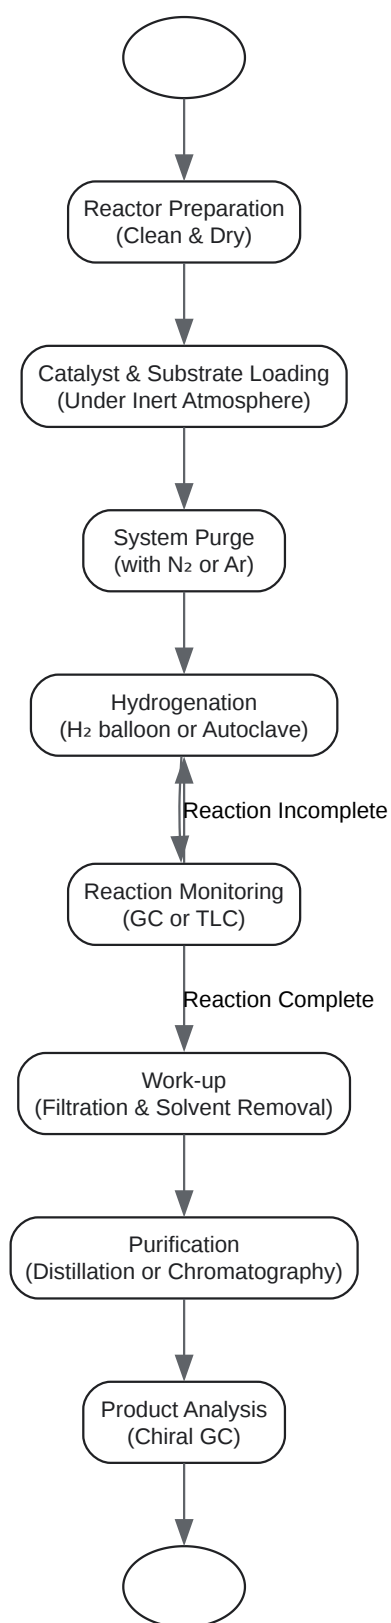 Reactor Preparation
(Clean & Dry)
Catalyst & Substrate Loading
(Under Inert Atmosphere)
System Purge
(with N₂ or Ar)
Hydrogenation
(H₂ balloon or Autoclave)
Reaction Incomplete
Reaction Monitoring
(GC or TLC)
Reaction Complete
Work-up
(Filtration & Solvent Removal)
Purification
(Distillation or Chromatography)
Product Analysis
(Chiral GC)